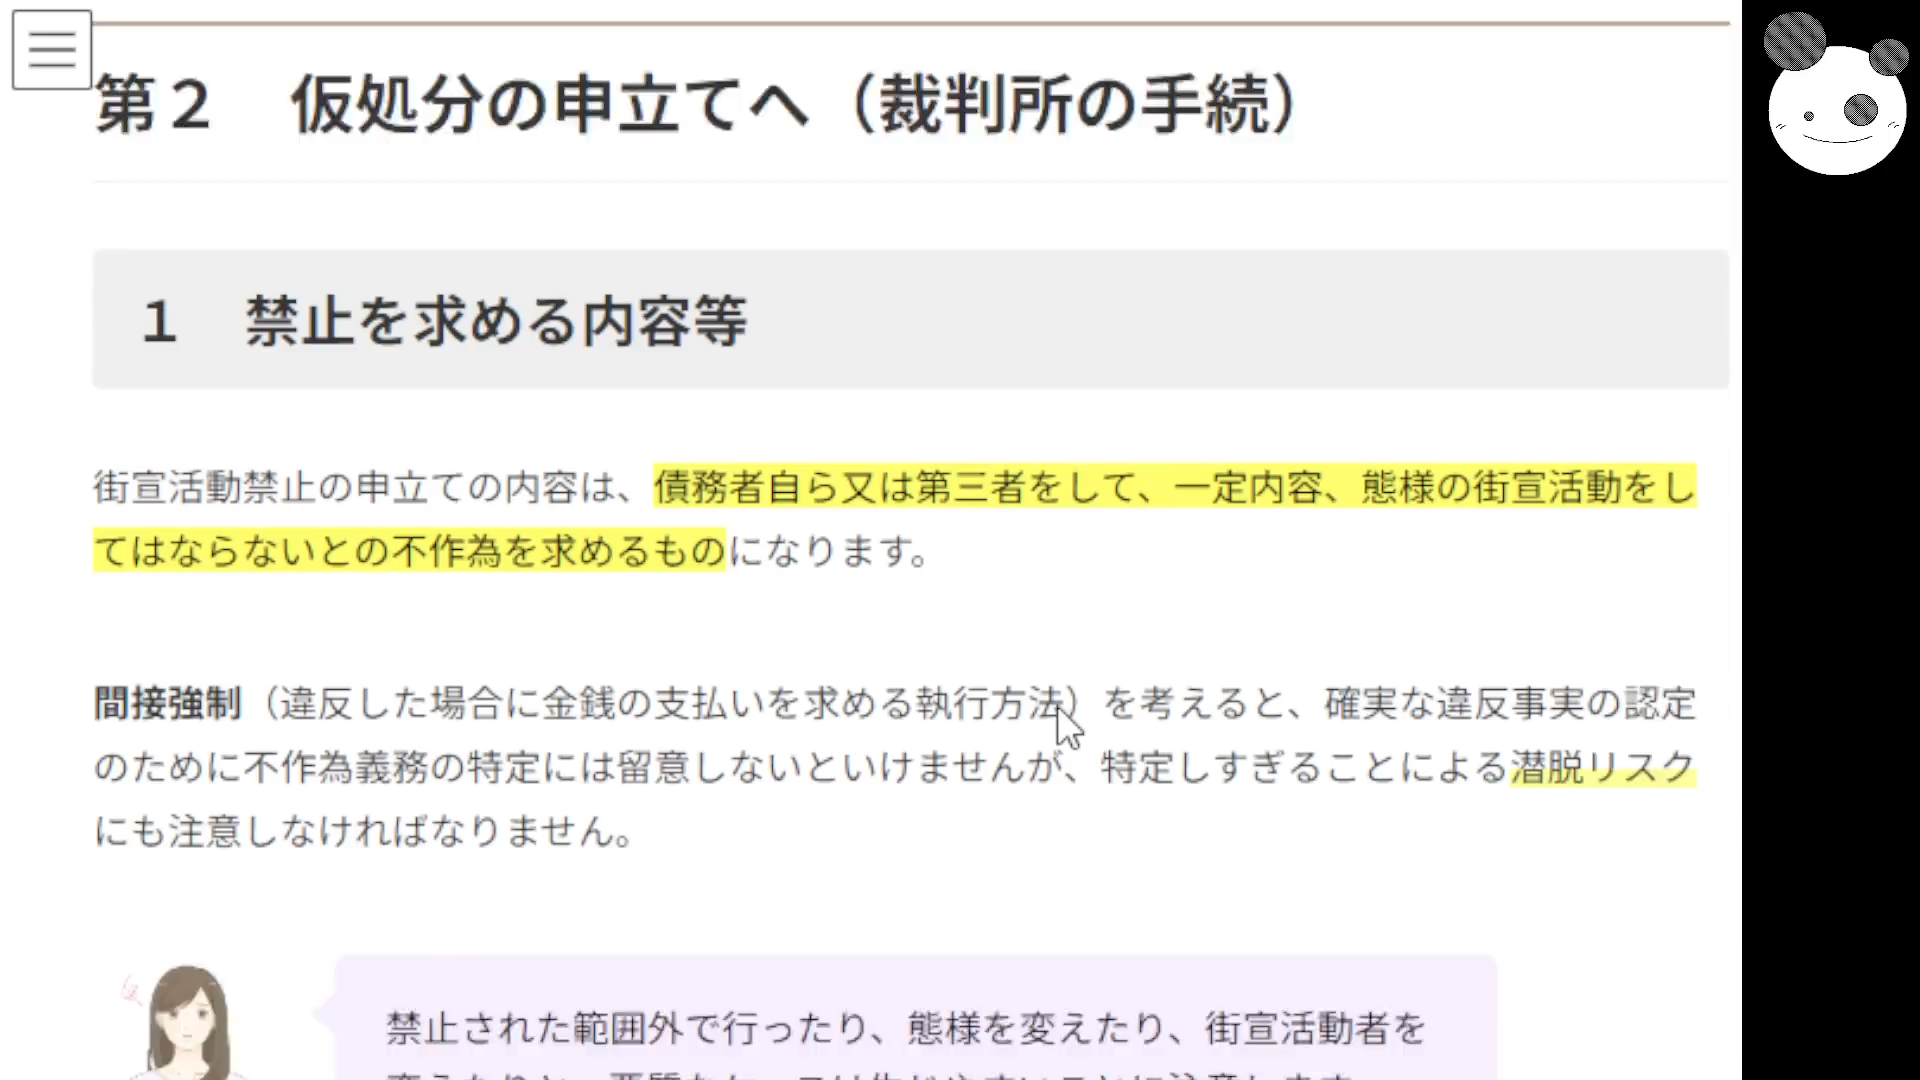 第２　仮処分の申立てへ（裁判所の手続）
１　禁止を求める内容等
街宣活動禁止の申立ての内容は、債務者自ら又は第三者をして、一定内容、態様の街宣活動をし
てはならないとの不作為を求めるものになります。
間接強制（違反した場合に金銭の支払いを求める執行方法）を考えると、確実な違反事実の認定
のために不作為義務の特定には留意しないといけませんが、特定しすぎることによる潜脱リスク
にも注意しなければなりません。
禁止された範囲外で行ったり、態様を変えたり、街宣活動者を